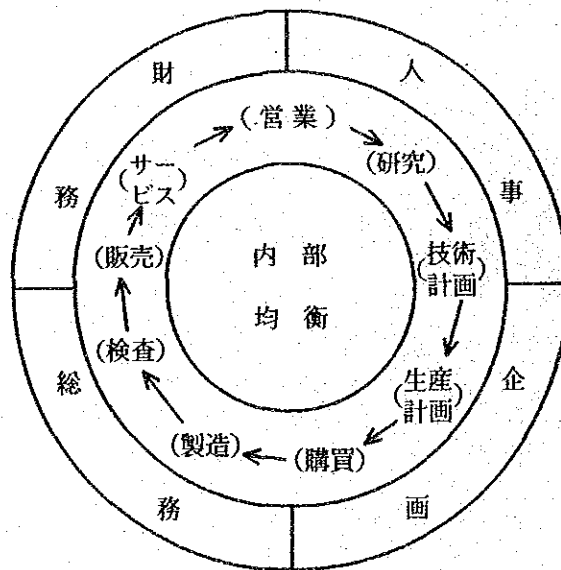 財務
人事
企画
総務
(営業)
(研究)
(技術
計画)
(生産
計画)
(購買)
(製造)
(検査)
(販売)
(サー
ビス)
内部
均衡